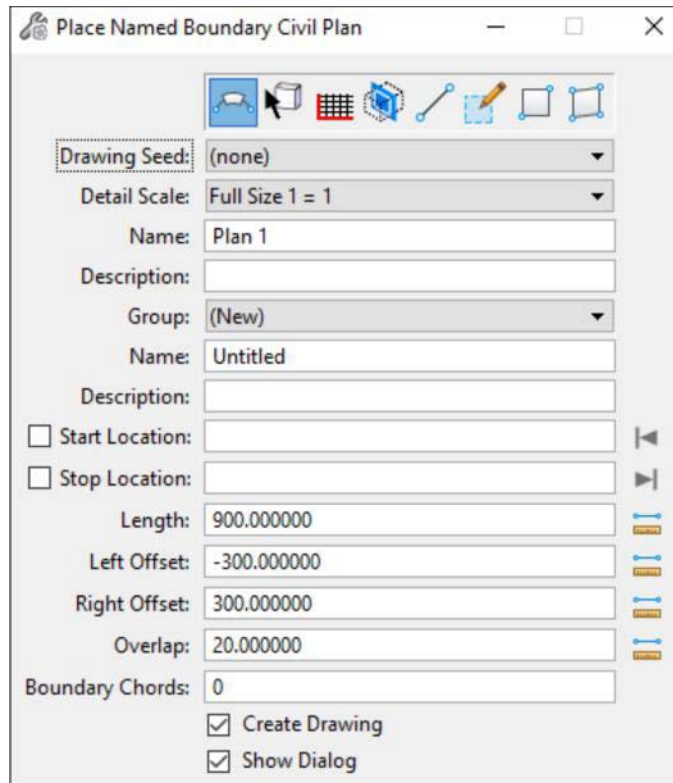 Place Named Boundary Civil Plan
Drawing Seed: (none)
Detail Scale: Full Size 1 = 1
Name: Plan 1
Description:
Group: (New)
Name: Untitled
Description:
Start Location:
Stop Location:
Length: 900.000000
Left Offset: -300.000000
Right Offset: 300.000000
Overlap: 20.000000
Boundary Chords: 0
Create Drawing
Show Dialog